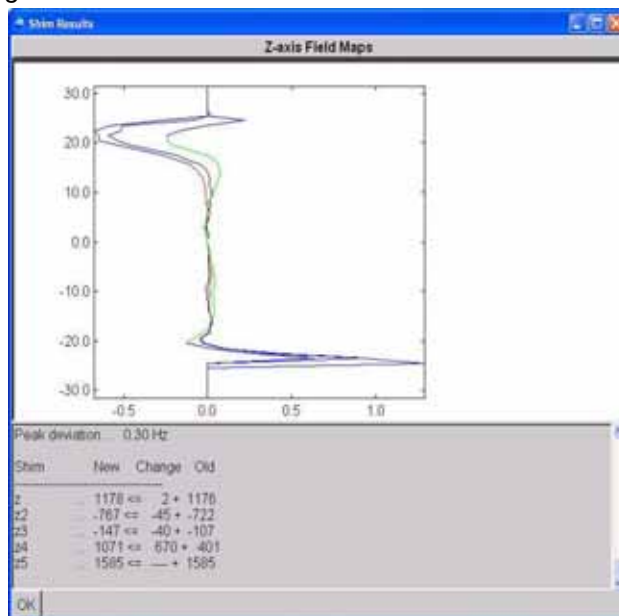 Shim Results
Z-axis Field Maps
30.0
20.0
10.0
0.0
-10.0
-20.0
-30.0
-0.5 0.0 0.5 1.0
Peak deviation... 0.30 Hz
Shim New Change Old
z ... 1178 <= 2 + 1176
z2 ... -767 <= -45 + -722
z3 ... -147 <= -40 + -107
z4 ... 1071 <= 670 + 401
z5 ... 1585 <= --- + 1585
OK